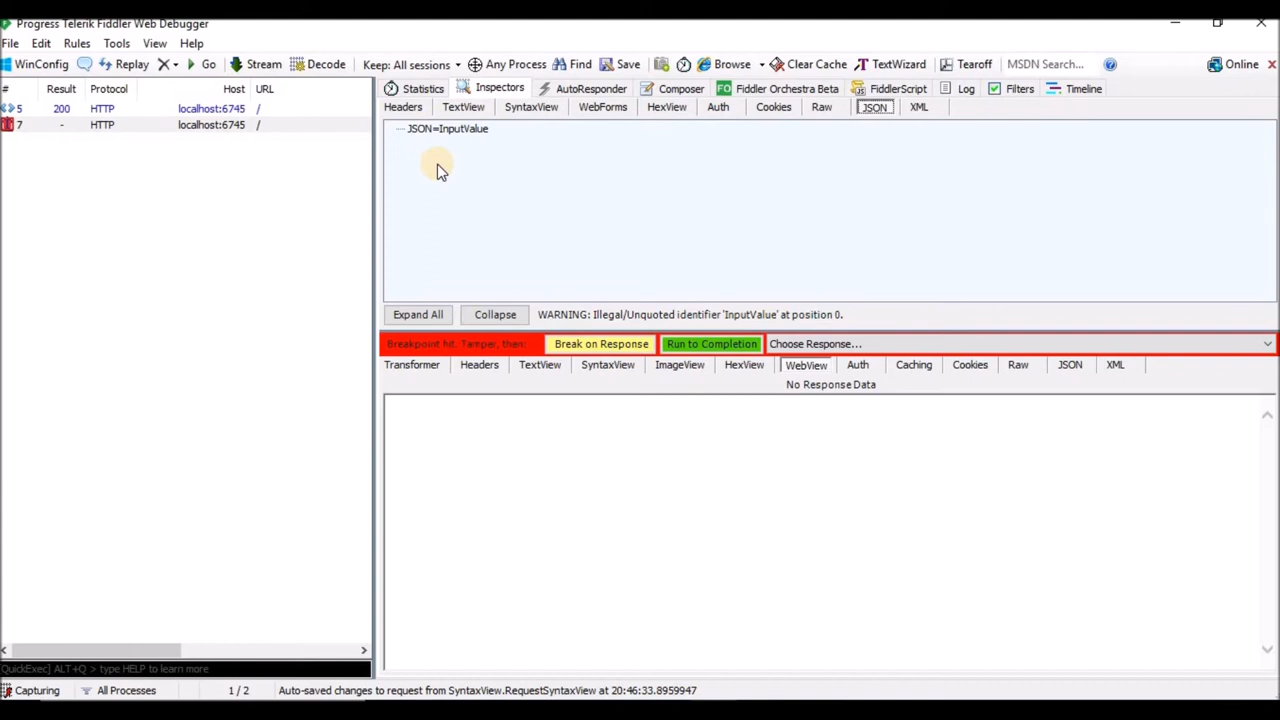 Progress Telerik Fiddler Web Debugger
File Edit Rules Tools View Help
WinConfig Replay Go Stream Decode Keep: All sessions Any Process Find Save Browse Clear Cache TextWizard Tearoff MSDN Search... Online
# Result Protocol Host URL
5 200 HTTP localhost:6745 /
7 - HTTP localhost:6745 /
Statistics Inspectors AutoResponder Composer FO Fiddler Orchestra Beta FiddlerScript Log Filters Timeline
Headers TextView SyntaxView WebForms HexView Auth Cookies Raw JSON XML
JSON=InputValue
Expand All Collapse WARNING: Illegal/Unquoted identifier 'InputValue' at position 0.
Breakpoint hit. Tamper, then: Break on Response Run to Completion Choose Response...
Transformer Headers TextView SyntaxView ImageView HexView WebView Auth Caching Cookies Raw JSON XML
No Response Data
[QuickExec] ALT+Q > type HELP to learn more
Capturing All Processes 1 / 2 Auto-saved changes to request from SyntaxView.RequestSyntaxView at 20:46:33.8959947